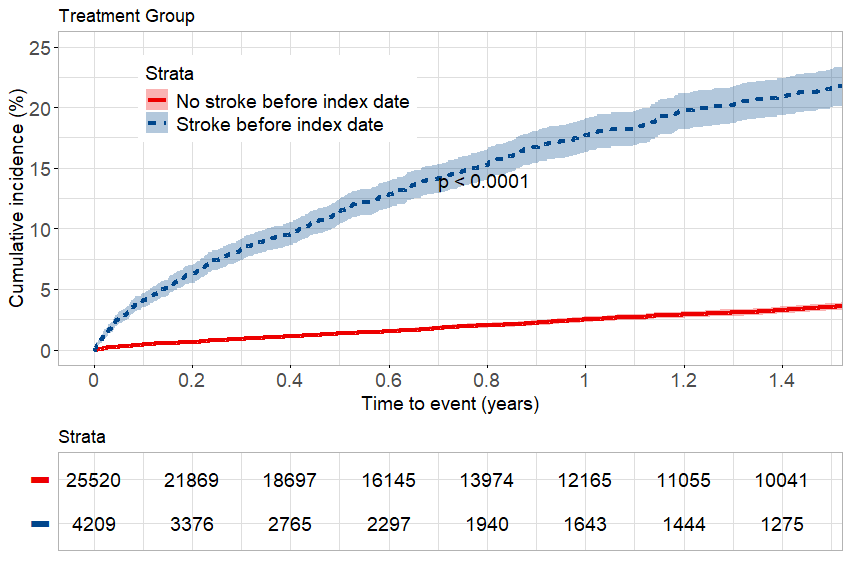 Treatment Group
25
20
15
10
5
0
Cumulative incidence (%)
Strata
No stroke before index date
Stroke before index date
p < 0.0001
0 0.2 0.4 0.6 0.8 1 1.2 1.4
Time to event (years)
Strata
25520 21869 18697 16145 13974 12165 11055 10041
4209 3376 2765 2297 1940 1643 1444 1275